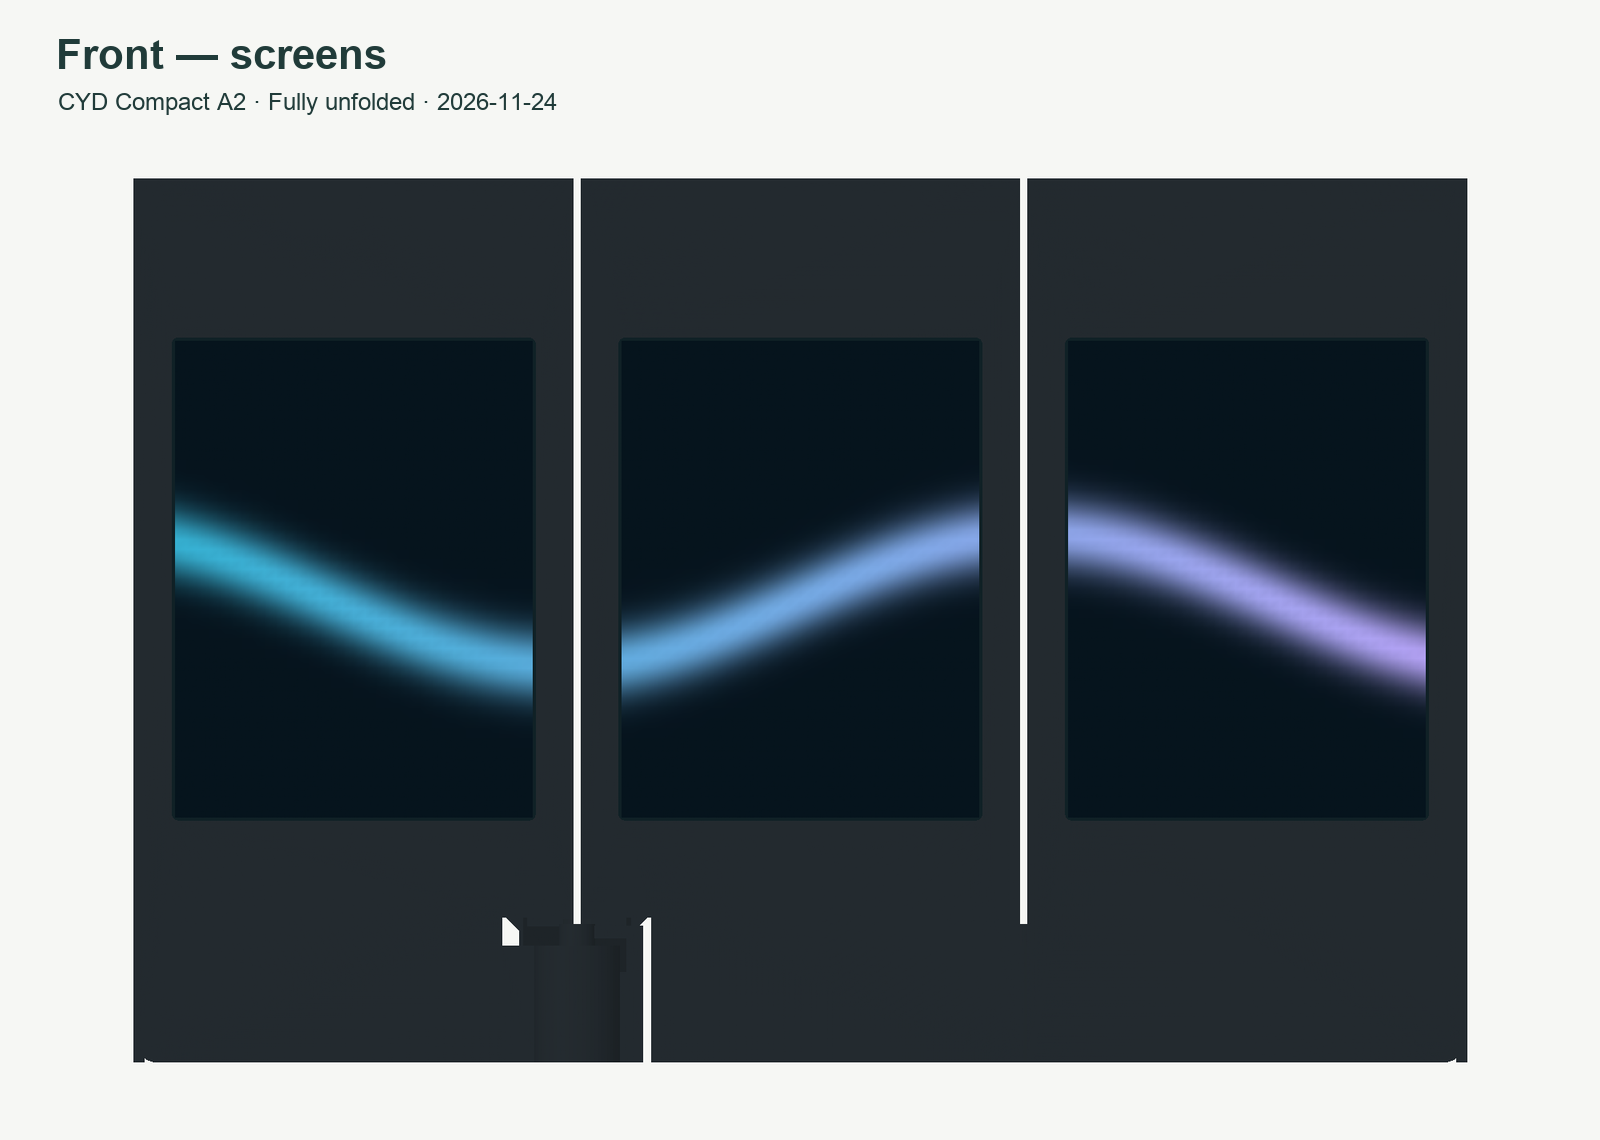 Front — screens
CYD Compact A2 · Fully unfolded · 2026-11-24